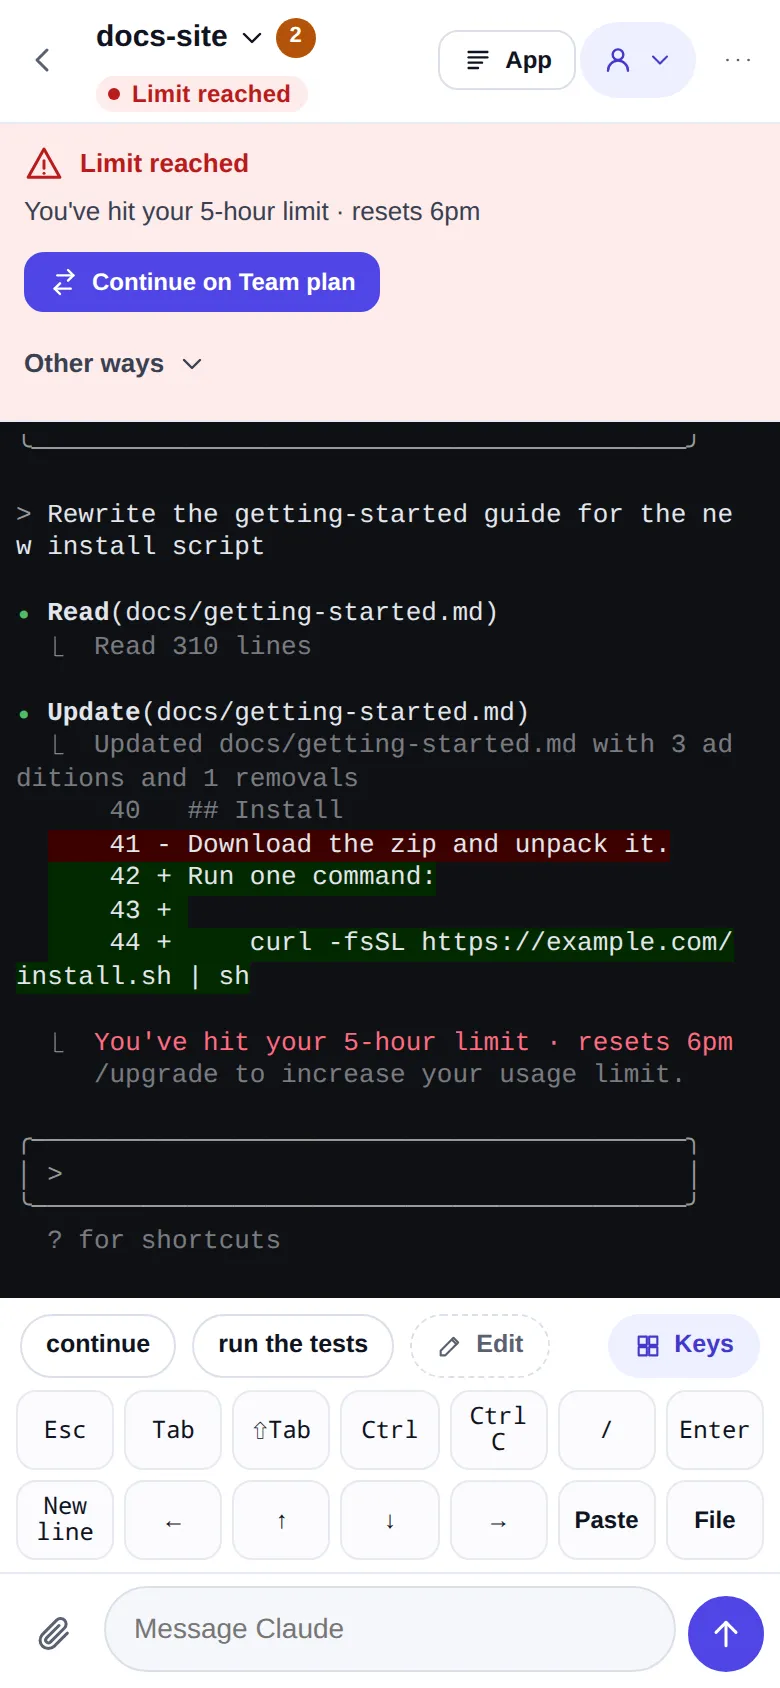 docs-site
2
Limit reached
App
...
Limit reached
You've hit your 5-hour limit · resets 6pm
Continue on Team plan
Other ways
> Rewrite the getting-started guide for the ne
w install script
● Read(docs/getting-started.md)
⎿ Read 310 lines
● Update(docs/getting-started.md)
⎿ Updated docs/getting-started.md with 3 ad
ditions and 1 removals
40   ## Install
41 - Download the zip and unpack it.
42 + Run one command:
43 +
44 +     curl -fsSL https://example.com/
install.sh | sh
⎿ You've hit your 5-hour limit · resets 6pm
/upgrade to increase your usage limit.
>
? for shortcuts
continue
run the tests
Edit
Keys
Esc
Tab
⇧Tab
Ctrl
Ctrl
C
/
Enter
New
line
←
↑
↓
→
Paste
File
Message Claude